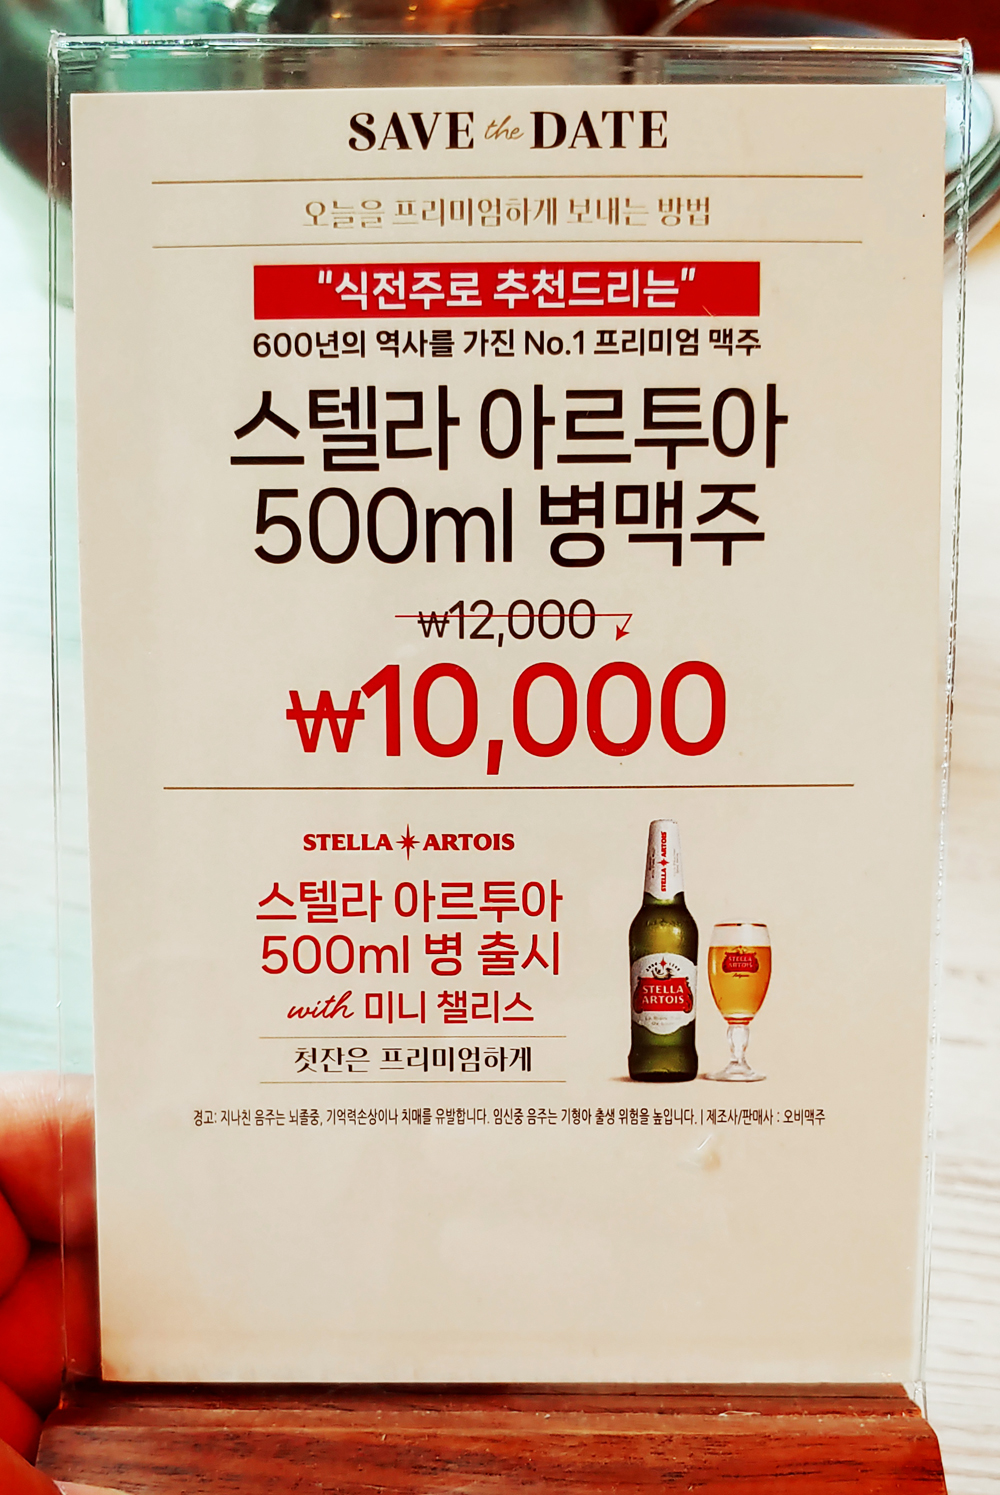 SAVE the DATE
오늘을 프리미엄하게 보내는 방법
“식전주로 추천드리는”
600년의 역사를 가진 No.1 프리미엄 맥주
스텔라 아르투아
500ml 병맥주
₩12,000
₩10,000
STELLA ARTOIS
스텔라 아르투아
500ml 병 출시
with 미니 챌리스
첫잔은 프리미엄하게
STELLA ARTOIS
STELLA
ARTOIS
STELLA
ARTOIS
경고: 지나친 음주는 뇌졸중, 기억력손상이나 치매를 유발합니다. 임신중 음주는 기형아 출생 위험을 높입니다. | 제조사/판매사 : 오비맥주